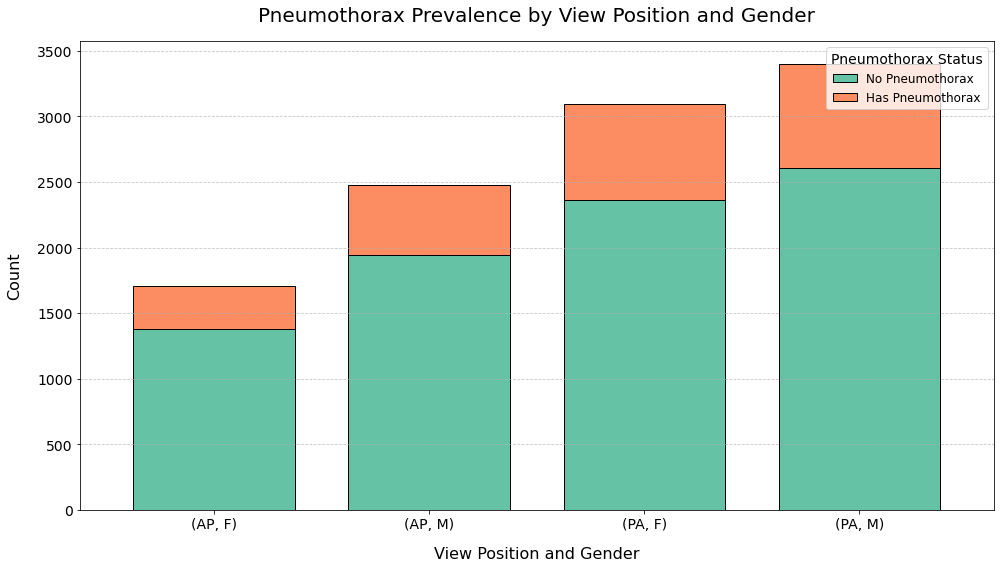 Pneumothorax Prevalence by View Position and Gender
Pneumothorax Status
No Pneumothorax
Has Pneumothorax
Count
3500
3000
2500
2000
1500
1000
500
0
(AP, F) (AP, M) (PA, F) (PA, M)
View Position and Gender